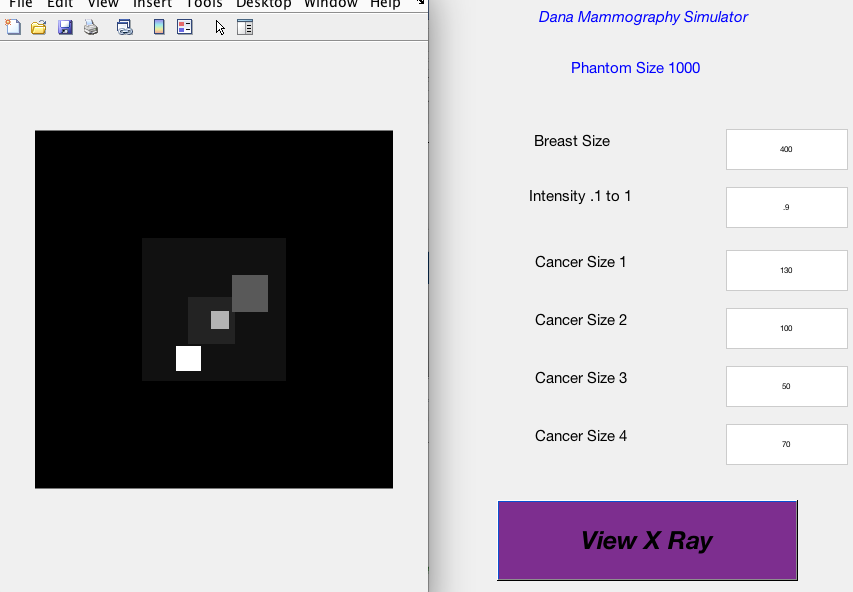 File Edit View Insert Tools Desktop Window Help
Dana Mammography Simulator
Phantom Size 1000
Breast Size
400
Intensity .1 to 1
.9
Cancer Size 1
130
Cancer Size 2
100
Cancer Size 3
50
Cancer Size 4
70
View X Ray